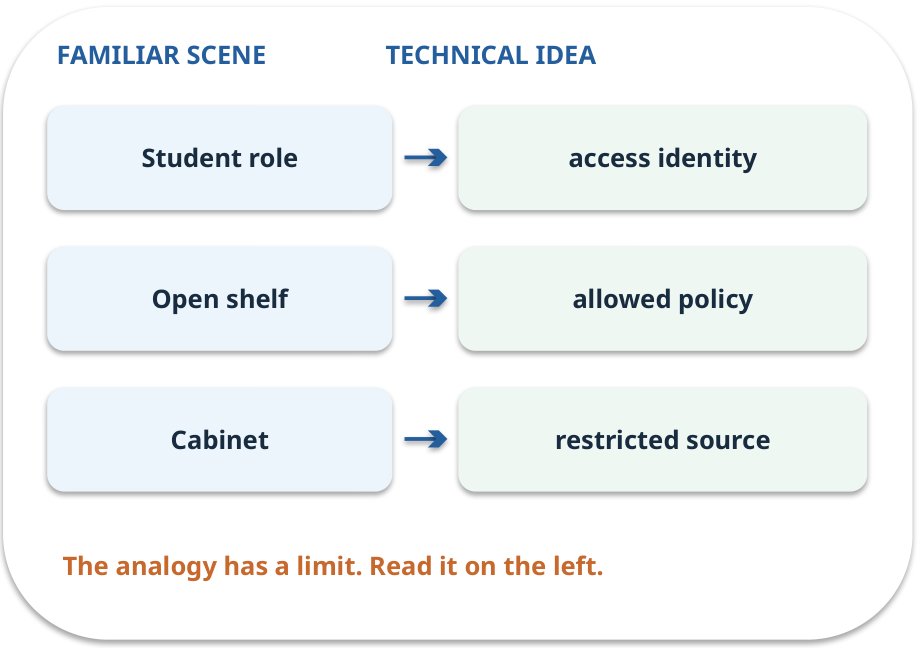 FAMILIAR SCENE TECHNICAL IDEA
Student role → access identity
Open shelf → allowed policy
Cabinet → restricted source
The analogy has a limit. Read it on the left.